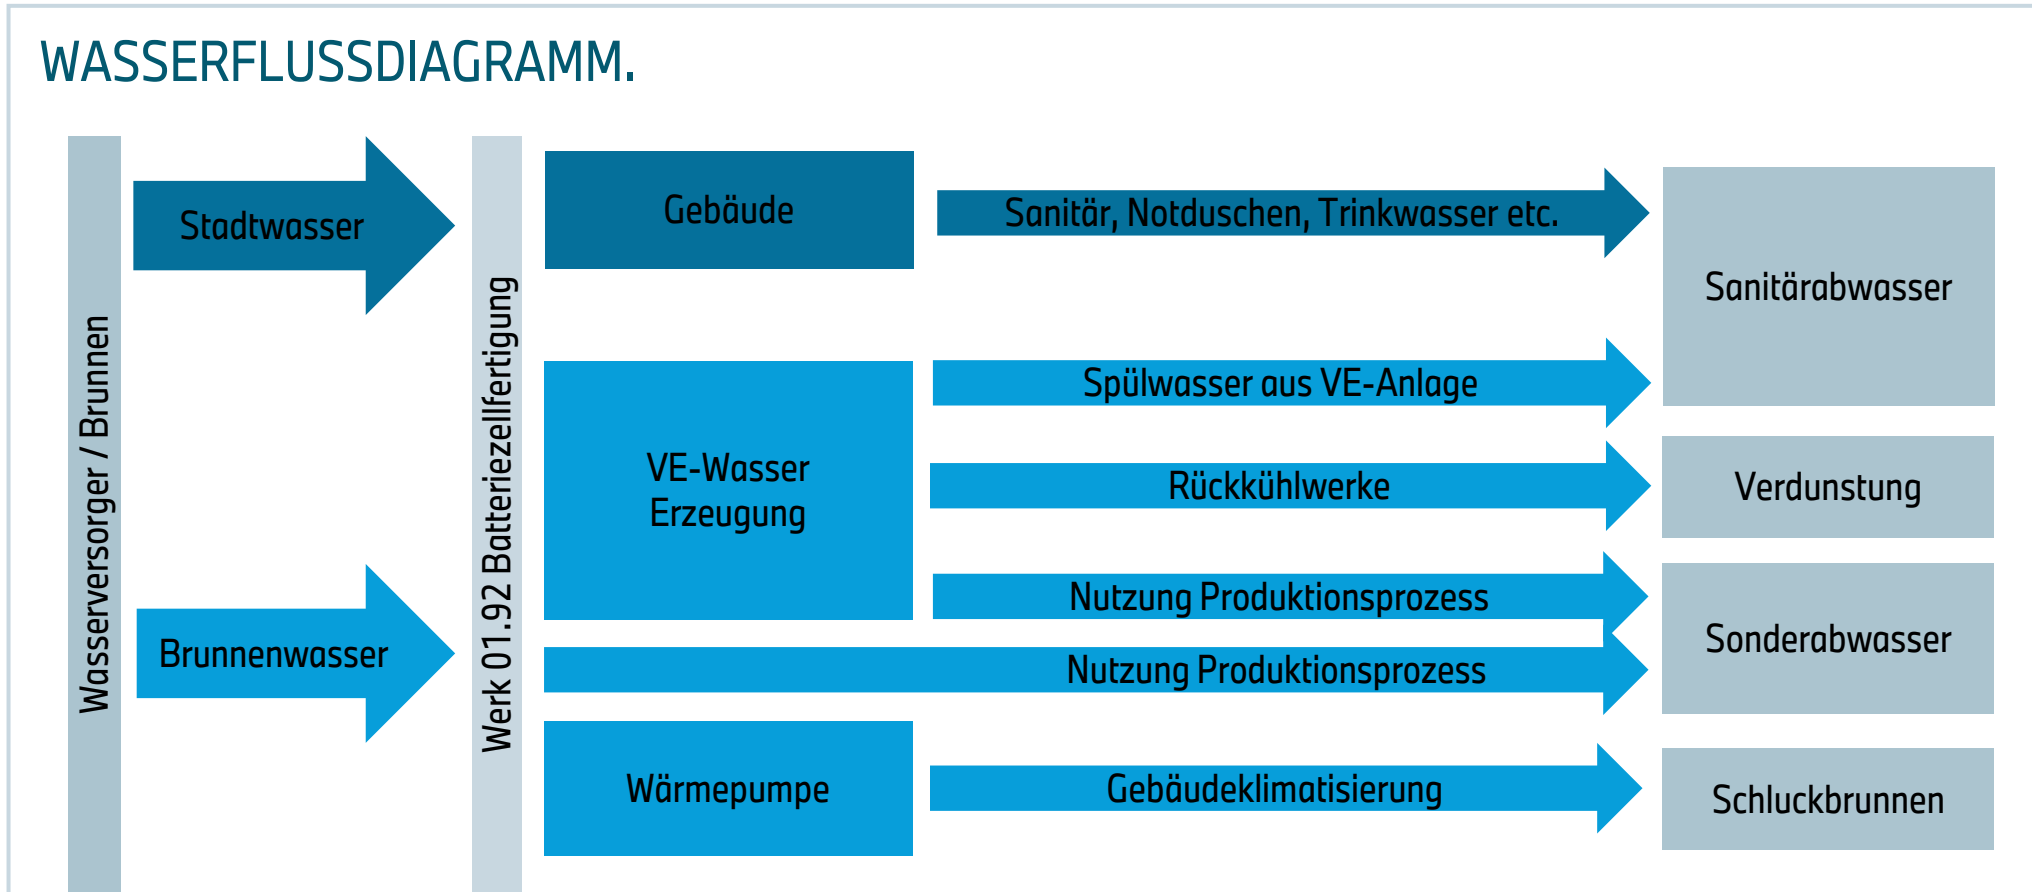 WASSERFLUSSDIAGRAMM.
Wasserversorger / Brunnen
Stadtwasser
Brunnenwasser
Werk 01.92 Batteriezellfertigung
Gebäude
Sanitär, Notduschen, Trinkwasser etc.
Sanitärabwasser
VE-Wasser
Erzeugung
Spülwasser aus VE-Anlage
Rückkühlwerke
Verdunstung
Nutzung Produktionsprozess
Nutzung Produktionsprozess
Sonderabwasser
Wärmepumpe
Gebäudeklimatisierung
Schluckbrunnen